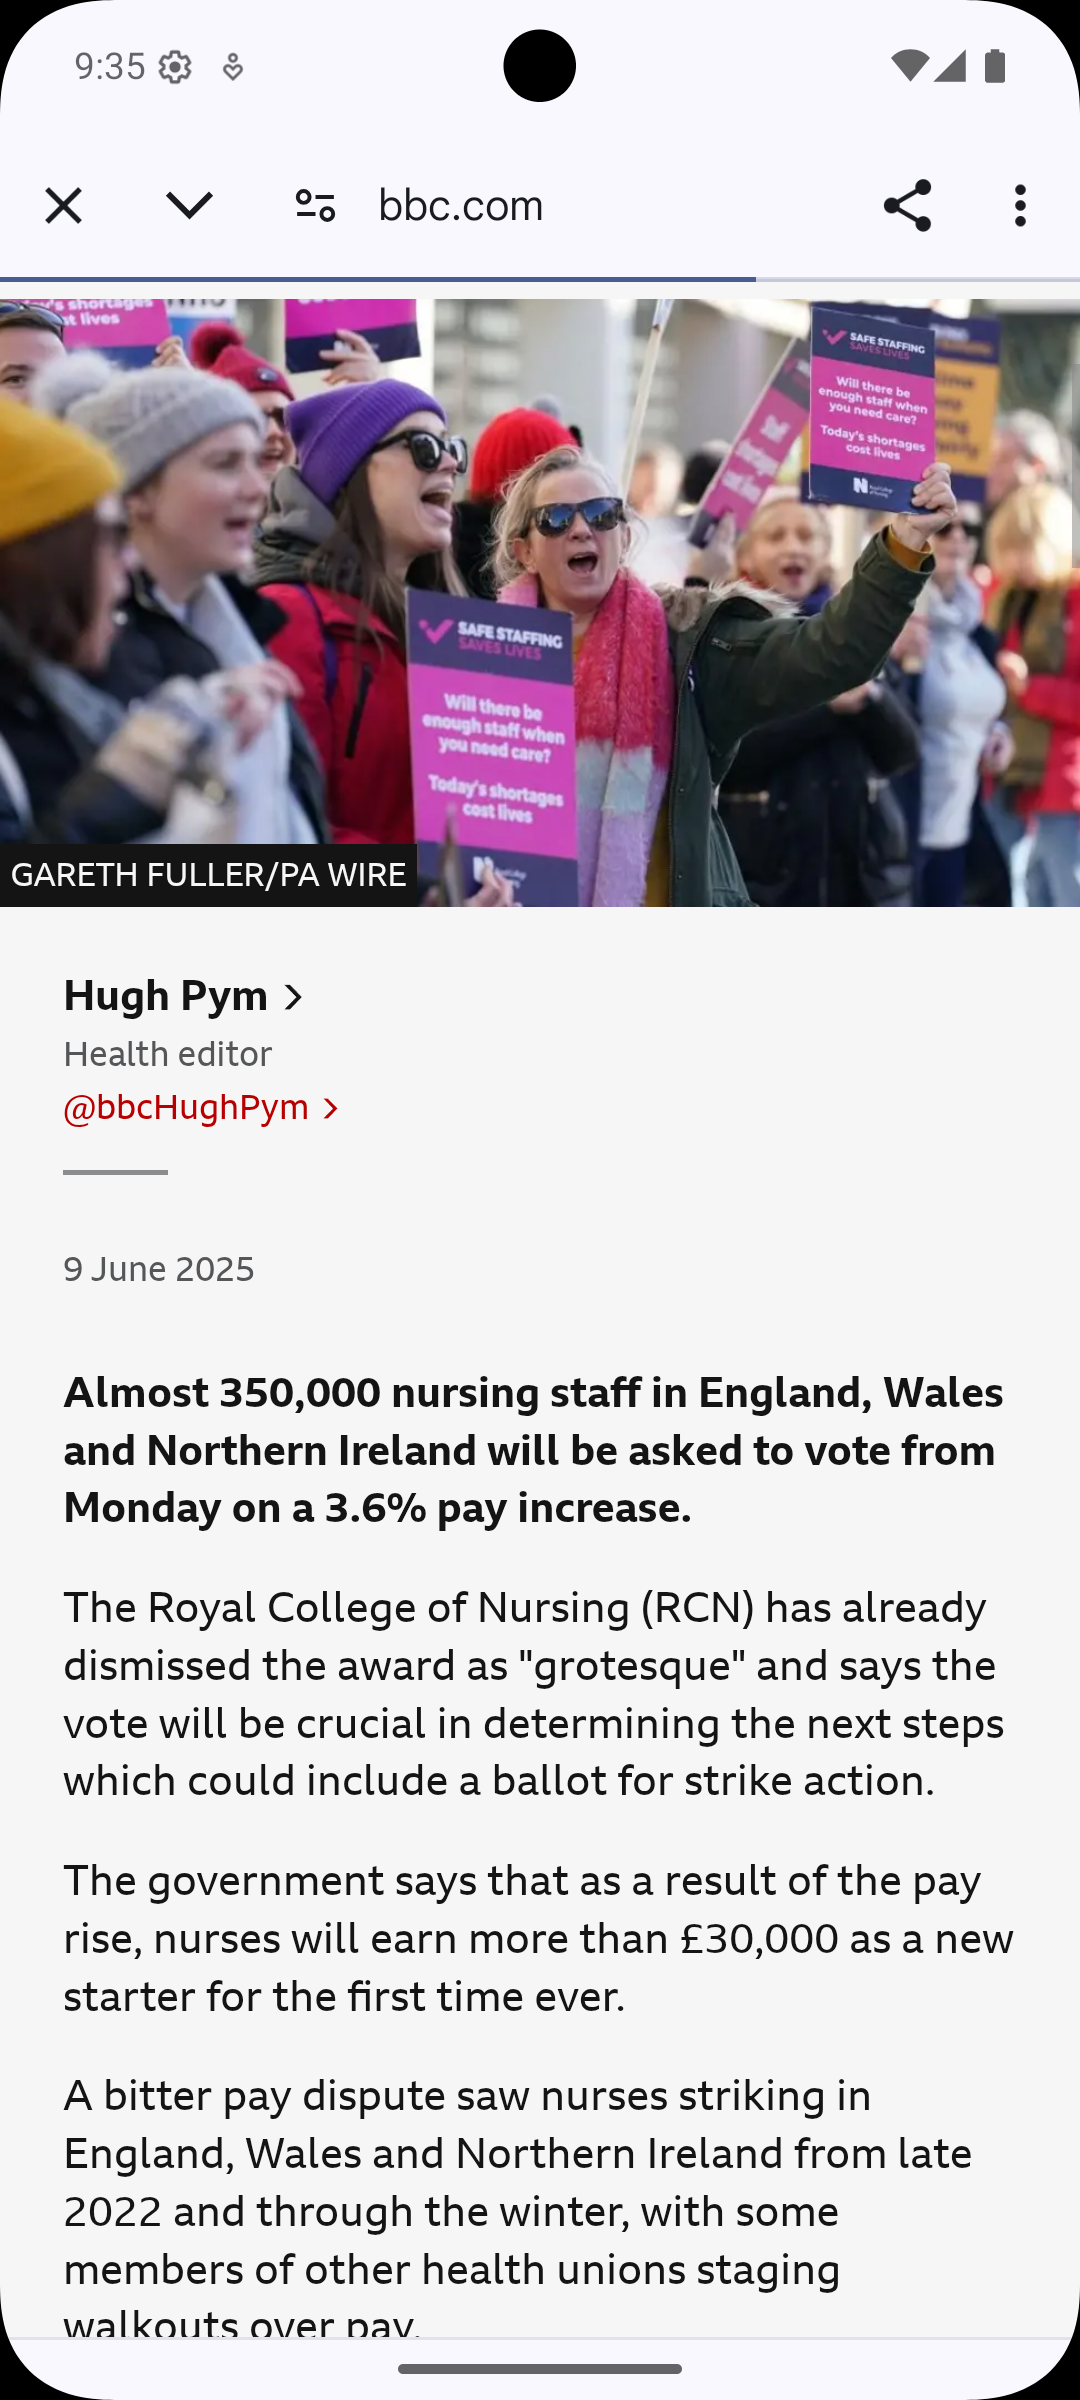 9:35
bbc.com
's shortages
st lives
SAFE STAFFING
SAVES LIVES
Will there be
enough staff when
you need care?
Today's shortages
cost lives
SAFE STAFFING
SAVES LIVES
Will there be
enough staff when
you need care?
Today's shortages
cost lives
GARETH FULLER/PA WIRE
Hugh Pym
Health editor
@bbcHughPym
9 June 2025
Almost 350,000 nursing staff in England, Wales
and Northern Ireland will be asked to vote from
Monday on a 3.6% pay increase.
The Royal College of Nursing (RCN) has already
dismissed the award as "grotesque" and says the
vote will be crucial in determining the next steps
which could include a ballot for strike action.
The government says that as a result of the pay
rise, nurses will earn more than £30,000 as a new
starter for the first time ever.
A bitter pay dispute saw nurses striking in
England, Wales and Northern Ireland from late
2022 and through the winter, with some
members of other health unions staging
walkouts over pay.